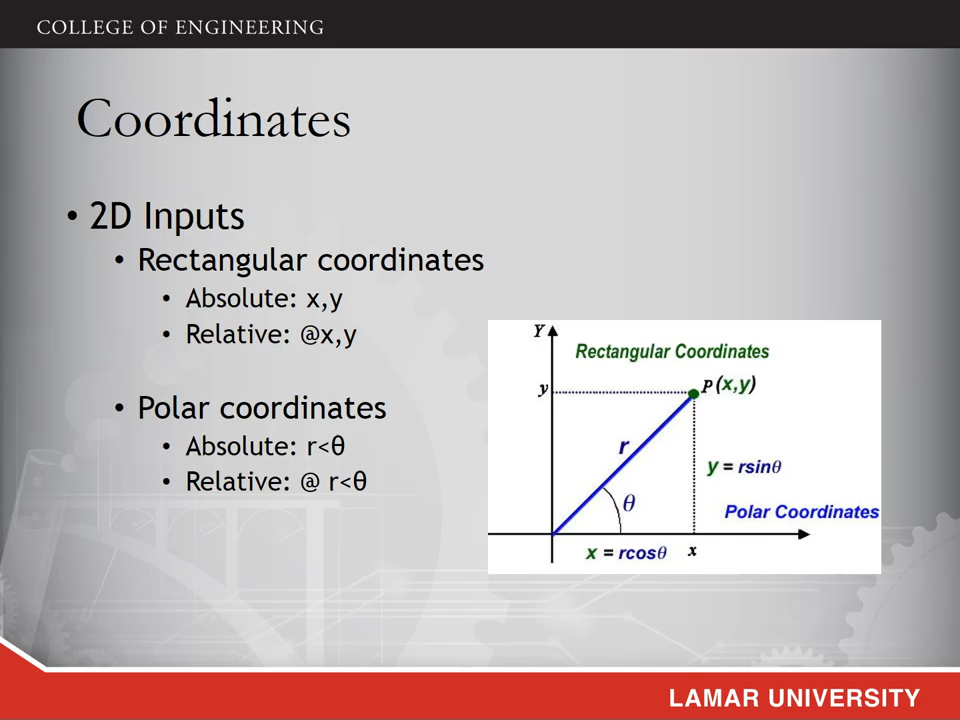 COLLEGE OF ENGINEERING
Coordinates
• 2D Inputs
• Rectangular coordinates
• Absolute: x,y
• Relative: @x,y
• Polar coordinates
• Absolute: r<θ
• Relative: @ r<θ
Y
Rectangular Coordinates
y
P (x,y)
r
y = rsinθ
θ
Polar Coordinates
x = rcosθ
x
LAMAR UNIVERSITY